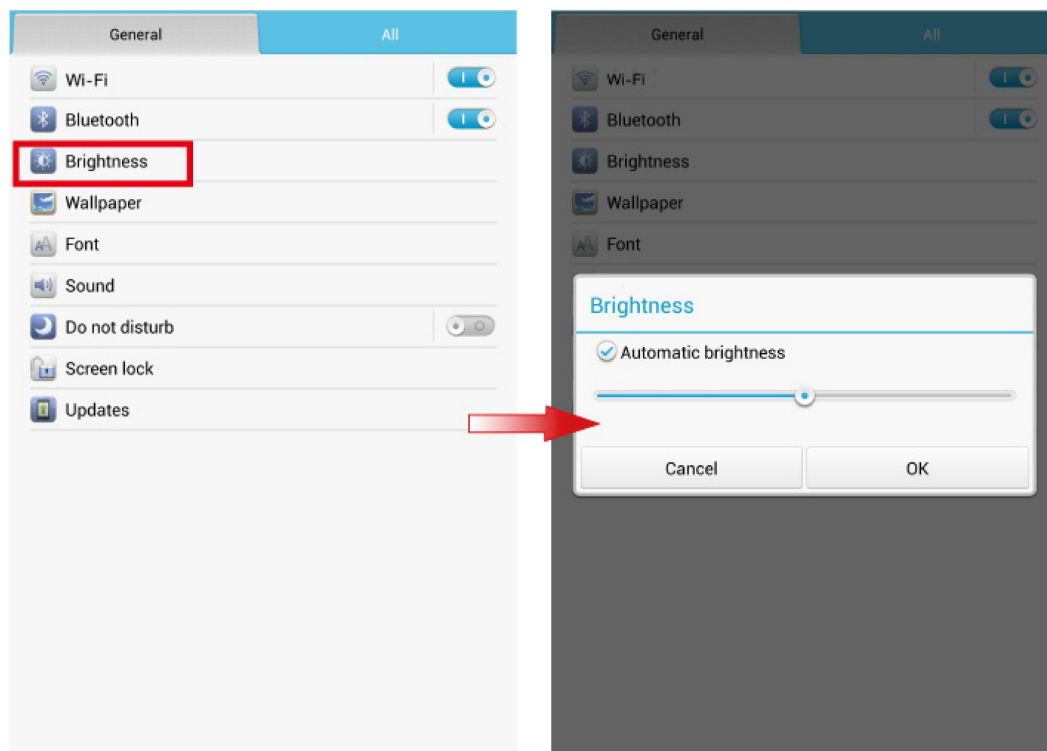 General All
Wi-Fi
Bluetooth
Brightness
Wallpaper
Font
Sound
Do not disturb
Screen lock
Updates
General All
Wi-Fi
Bluetooth
Brightness
Wallpaper
Font
Brightness
Automatic brightness
Cancel OK